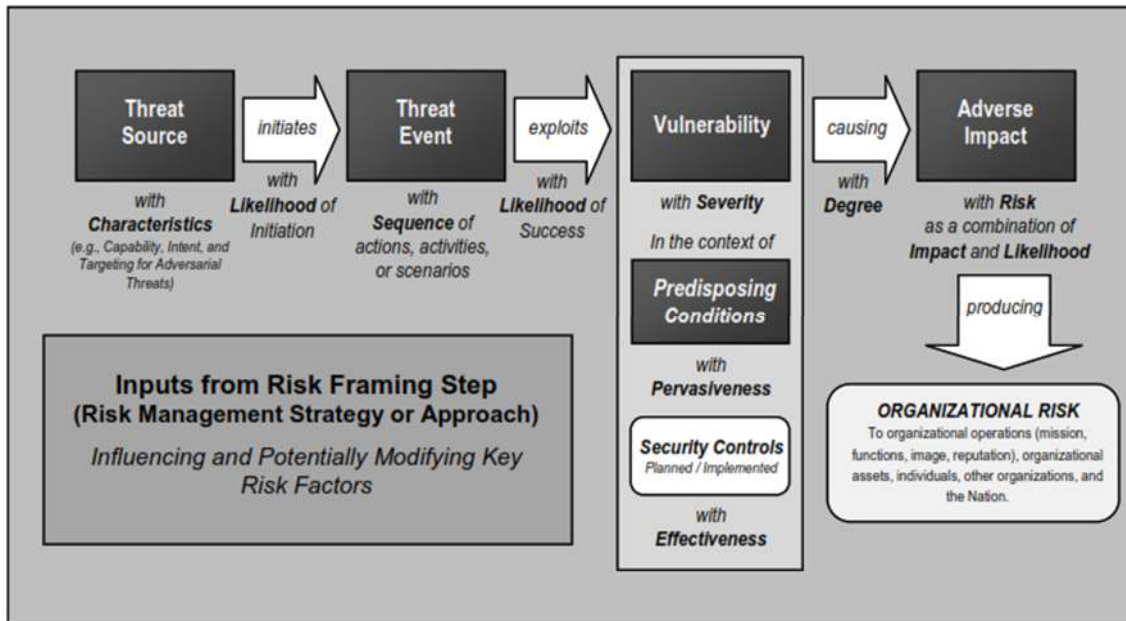 Threat
Source
initiates
Threat
Event
exploits
Vulnerability
causing
Adverse
Impact
with
Characteristics
(e.g., Capability, Intent, and
Targeting for Adversarial
Threats)
with
Likelihood of
Initiation
with
Sequence of
actions, activities,
or scenarios
with
Likelihood of
Success
with Severity
In the context of
Predisposing
Conditions
with
Pervasiveness
Security Controls
Planned / Implemented
with
Effectiveness
with
Degree
with Risk
as a combination of
Impact and Likelihood
producing
ORGANIZATIONAL RISK
To organizational operations (mission,
functions, image, reputation), organizational
assets, individuals, other organizations, and
the Nation.
Inputs from Risk Framing Step
(Risk Management Strategy or Approach)
Influencing and Potentially Modifying Key
Risk Factors